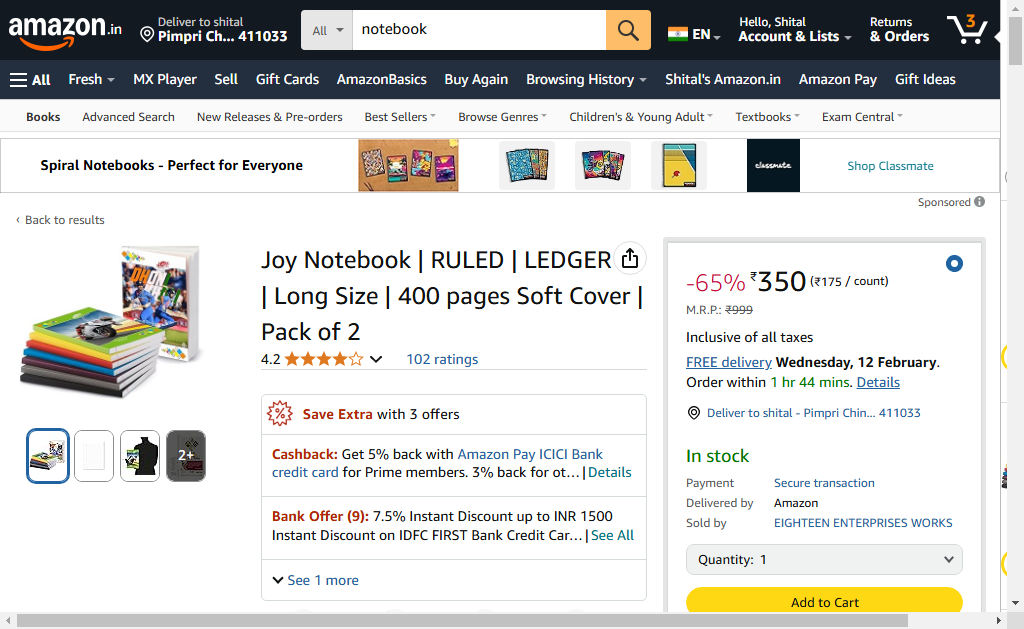 amazon.in
Deliver to shital
Pimpri Ch... 411033
All
notebook
EN
Hello, Shital
Account & Lists
Returns
& Orders
3
All
Fresh
MX Player
Sell
Gift Cards
AmazonBasics
Buy Again
Browsing History
Shital's Amazon.in
Amazon Pay
Gift Ideas
Books
Advanced Search
New Releases & Pre-orders
Best Sellers
Browse Genres
Children's & Young Adult
Textbooks
Exam Central
Spiral Notebooks - Perfect for Everyone
classmate
Shop Classmate
Sponsored
‹ Back to results
Joy Notebook | RULED | LEDGER
| Long Size | 400 pages Soft Cover |
Pack of 2
4.2
102 ratings
2+
Save Extra with 3 offers
Cashback: Get 5% back with Amazon Pay ICICI Bank
credit card for Prime members. 3% back for ot... | Details
Bank Offer (9): 7.5% Instant Discount up to INR 1500
Instant Discount on IDFC FIRST Bank Credit Car... | See All
See 1 more
-65% ₹350 (₹175 / count)
M.R.P.: ₹999
Inclusive of all taxes
FREE delivery Wednesday, 12 February.
Order within 1 hr 44 mins. Details
Deliver to shital - Pimpri Chin... 411033
In stock
Payment Secure transaction
Delivered by Amazon
Sold by EIGHTEEN ENTERPRISES WORKS
Quantity: 1
Add to Cart